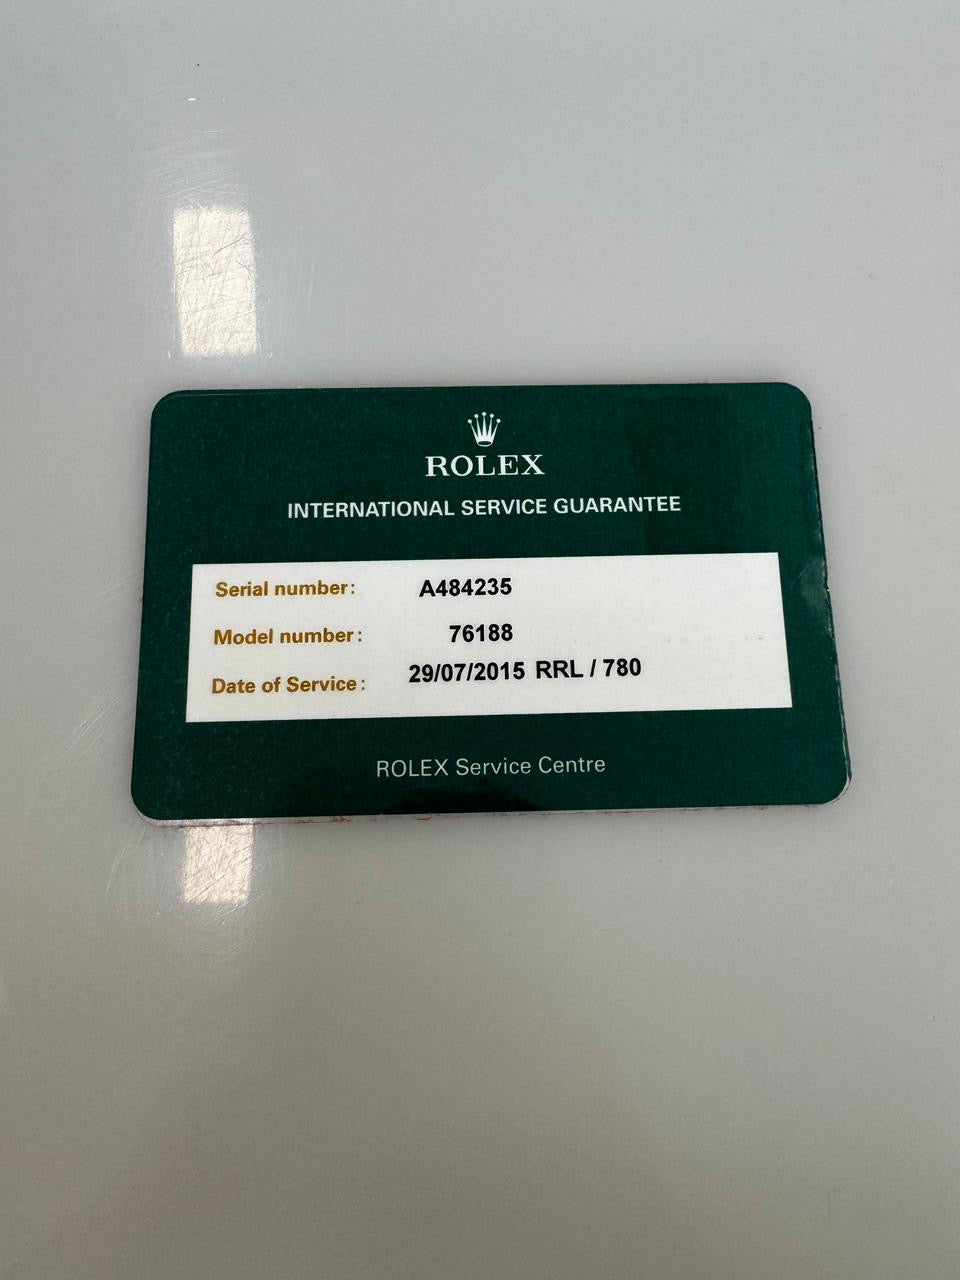 ROLEX
INTERNATIONAL SERVICE GUARANTEE
Serial number: A484235
Model number: 76188
Date of Service: 29/07/2015 RRL / 780
ROLEX Service Centre